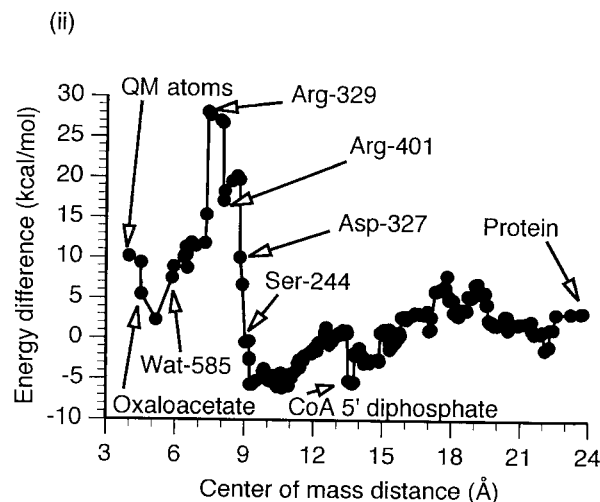 (ii)
QM atoms
Arg-329
Arg-401
Asp-327
Protein
Ser-244
Wat-585
Oxaloacetate
CoA 5' diphosphate
Energy difference (kcal/mol)
30
25
20
15
10
5
0
-5
-10
3 6 9 12 15 18 21 24
Center of mass distance (Å)